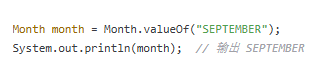 Month month = Month.valueOf("SEPTEMBER");
System.out.println(month);  // 输出 SEPTEMBER